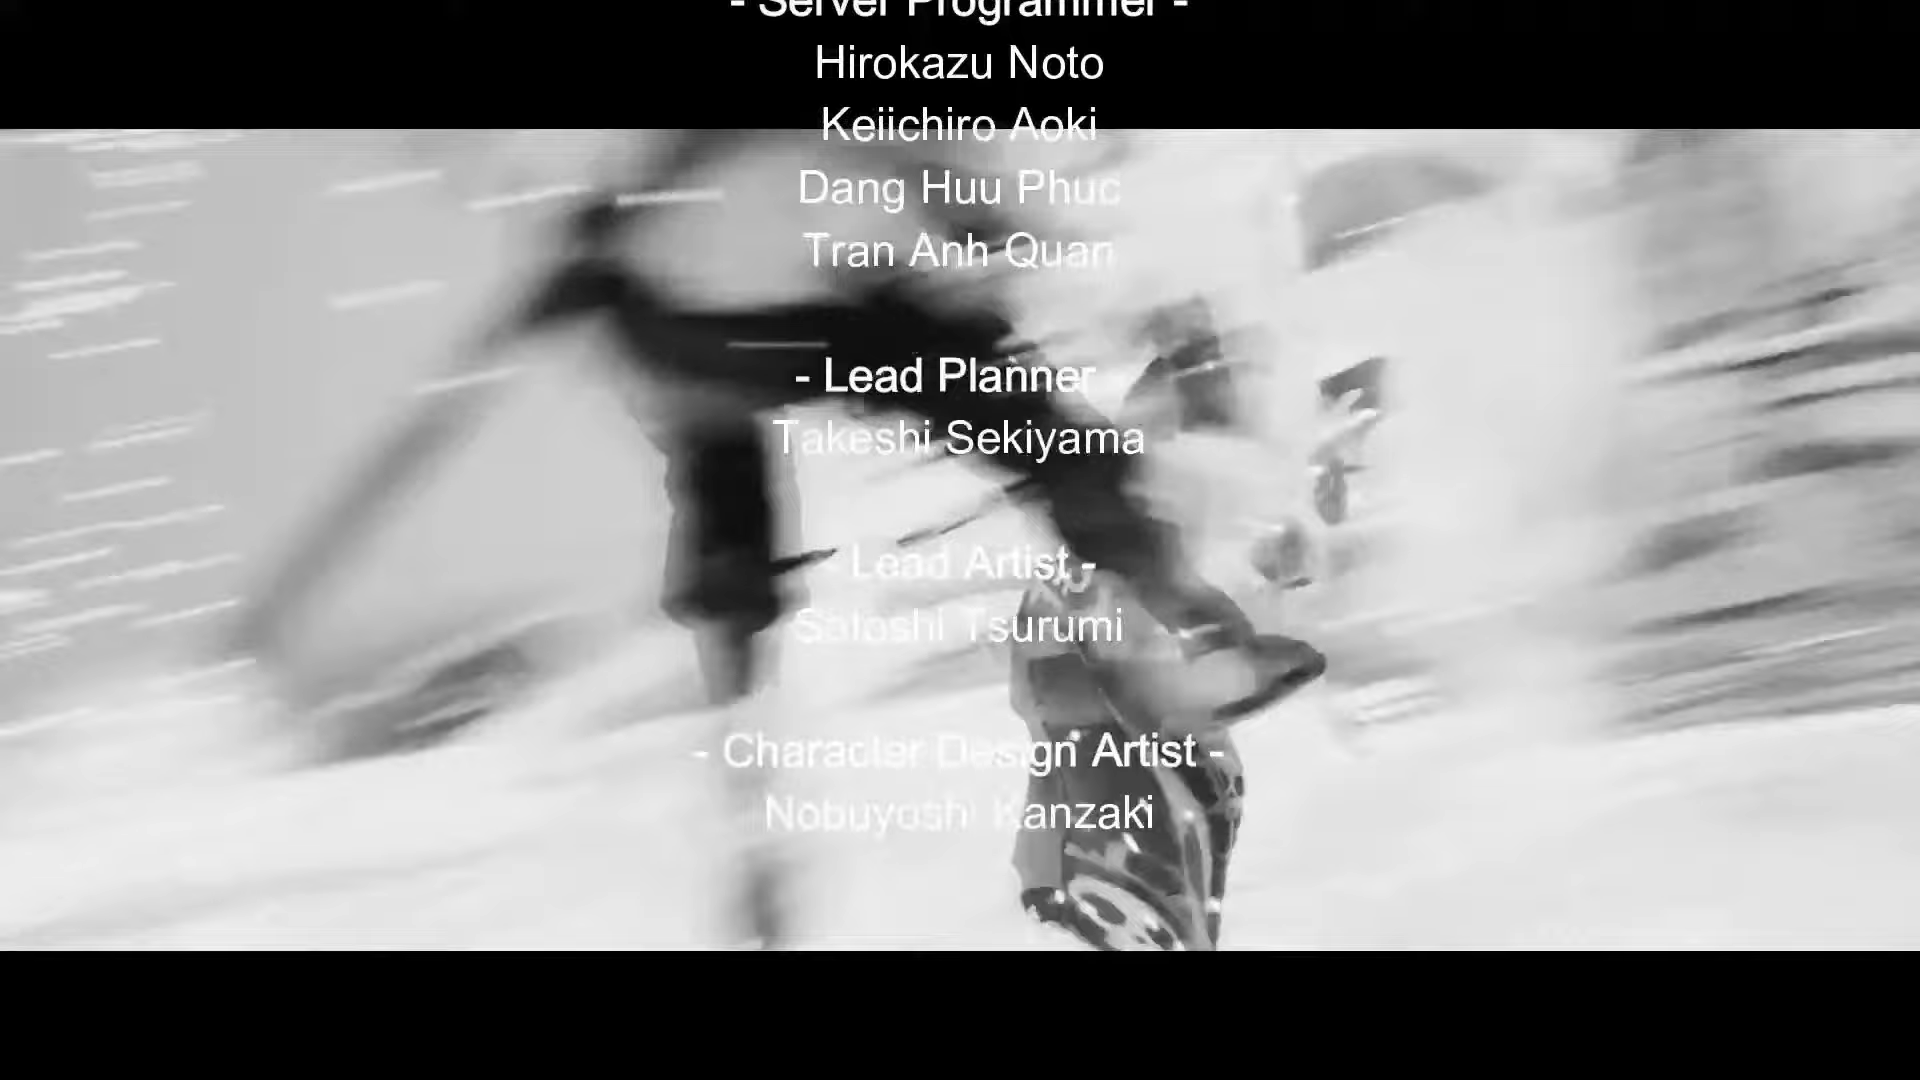 - Server Programmer -
Hirokazu Noto
Keiichiro Aoki
Dang Huu Phuc
Tran Anh Quan
- Lead Planner -
Takeshi Sekiyama
- Lead Artist -
Satoshi Tsurumi
- Character Design Artist -
Nobuyoshi Kanzaki